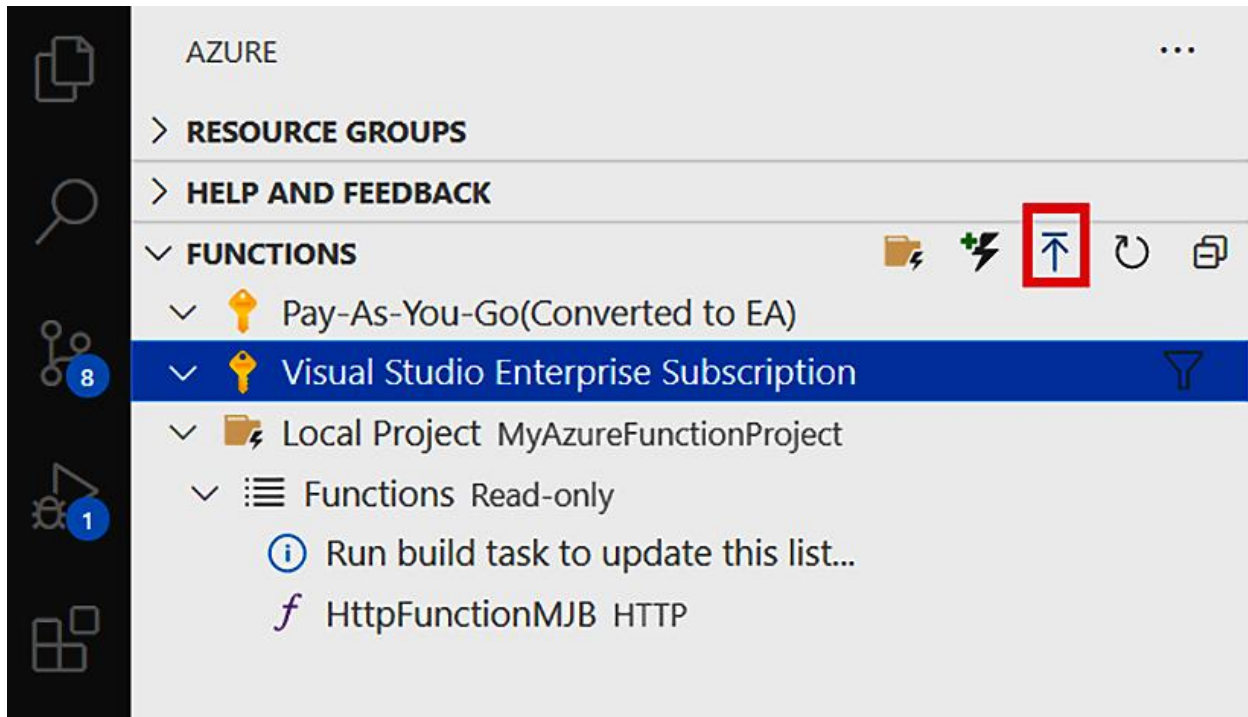 AZURE
RESOURCE GROUPS
HELP AND FEEDBACK
FUNCTIONS
Pay-As-You-Go(Converted to EA)
8
Visual Studio Enterprise Subscription
Local Project MyAzureFunctionProject
Functions Read-only
1
Run build task to update this list...
HttpFunctionMJB HTTP